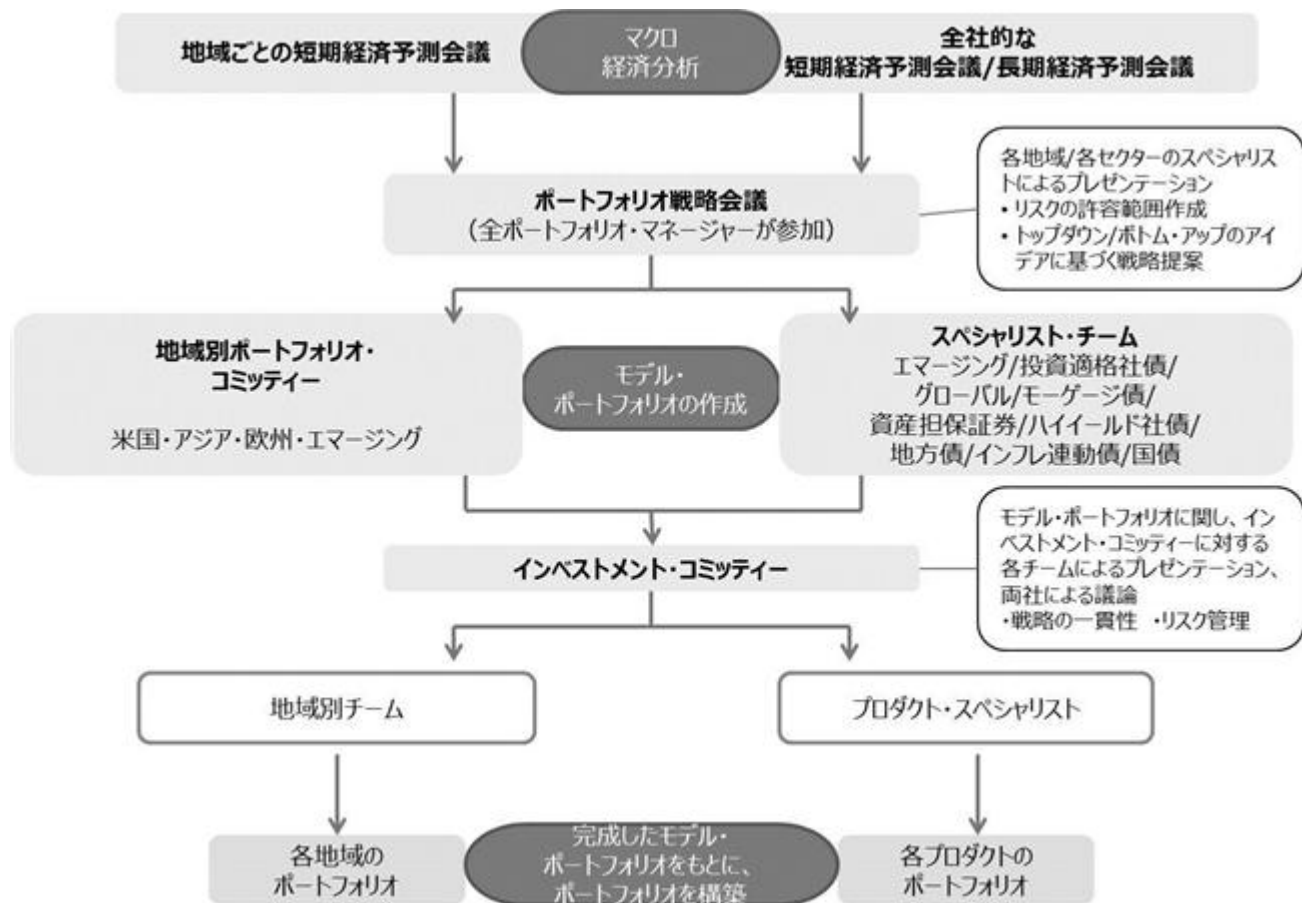 地域ごとの短期経済予測会議
マクロ
経済分析
全社的な
短期経済予測会議/長期経済予測会議
各地域/各セクターのスペシャリス
トによるプレゼンテーション
• リスクの許容範囲作成
• トップダウン/ボトム・アップのアイ
デアに基づく戦略提案
ポートフォリオ戦略会議
(全ポートフォリオ・マネージャーが参加)
地域別ポートフォリオ・
コミッティー
米国・アジア・欧州・エマージング
モデル・
ポートフォリオの作成
スペシャリスト・チーム
エマージング/投資適格社債/
グローバル/モーゲージ債/
資産担保証券/ハイイールド社債/
地方債/インフレ連動債/国債
モデル・ポートフォリオに関し、イン
ベストメント・コミッティーに対する
各チームによるプレゼンテーション、
両社による議論
・戦略の一貫性 ・リスク管理
インベストメント・コミッティー
地域別チーム
プロダクト・スペシャリスト
各地域の
ポートフォリオ
完成したモデル・
ポートフォリオをもとに、
ポートフォリオを構築
各プロダクトの
ポートフォリオ